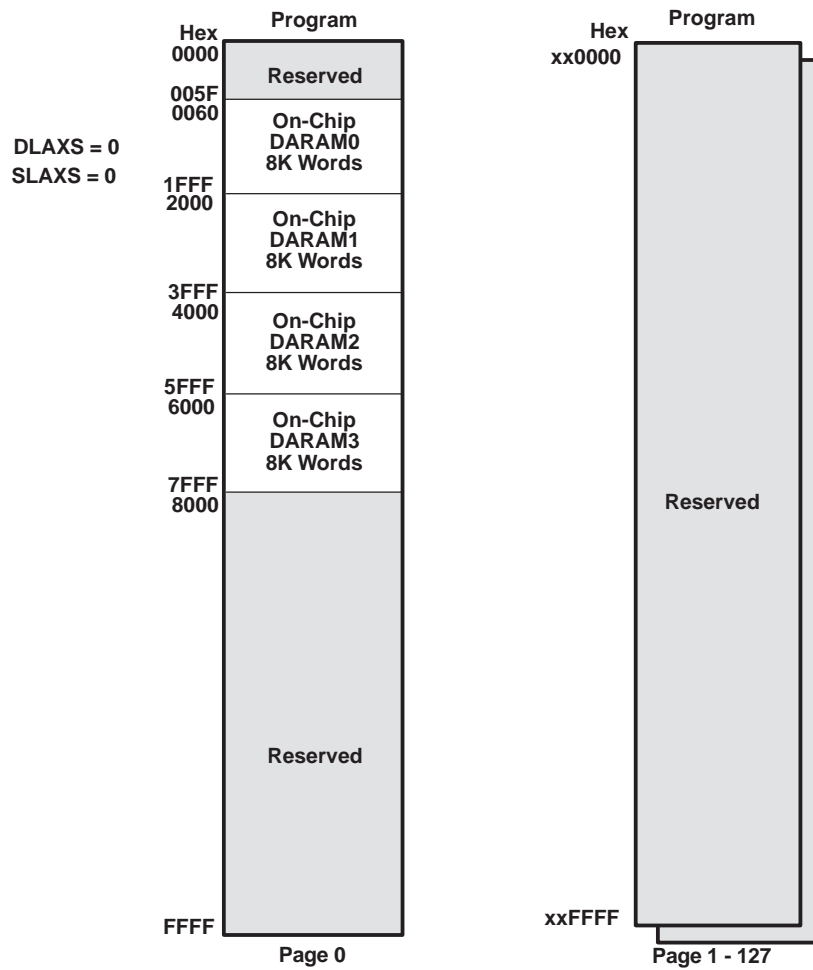 Program
Hex
0000
Reserved
005F
0060
On-Chip
DARAM0
8K Words
DLAXS = 0
SLAXS = 0
1FFF
2000
On-Chip
DARAM1
8K Words
3FFF
4000
On-Chip
DARAM2
8K Words
5FFF
6000
On-Chip
DARAM3
8K Words
7FFF
8000
Reserved
FFFF
Page 0
Program
Hex
xx0000
Reserved
xxFFFF
Page 1 - 127